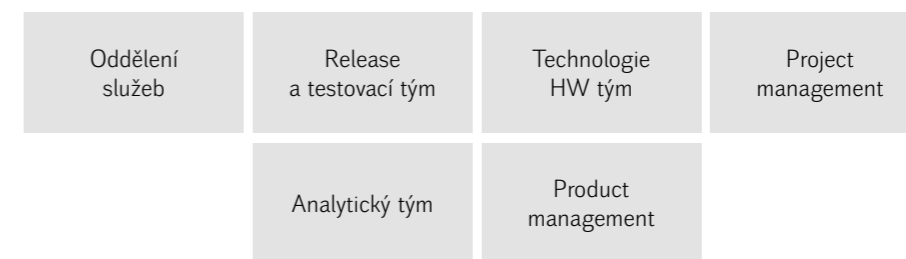 Oddělení
služeb
Release
a testovací tým
Technologie
HW tým
Project
management
Analytický tým
Product
management